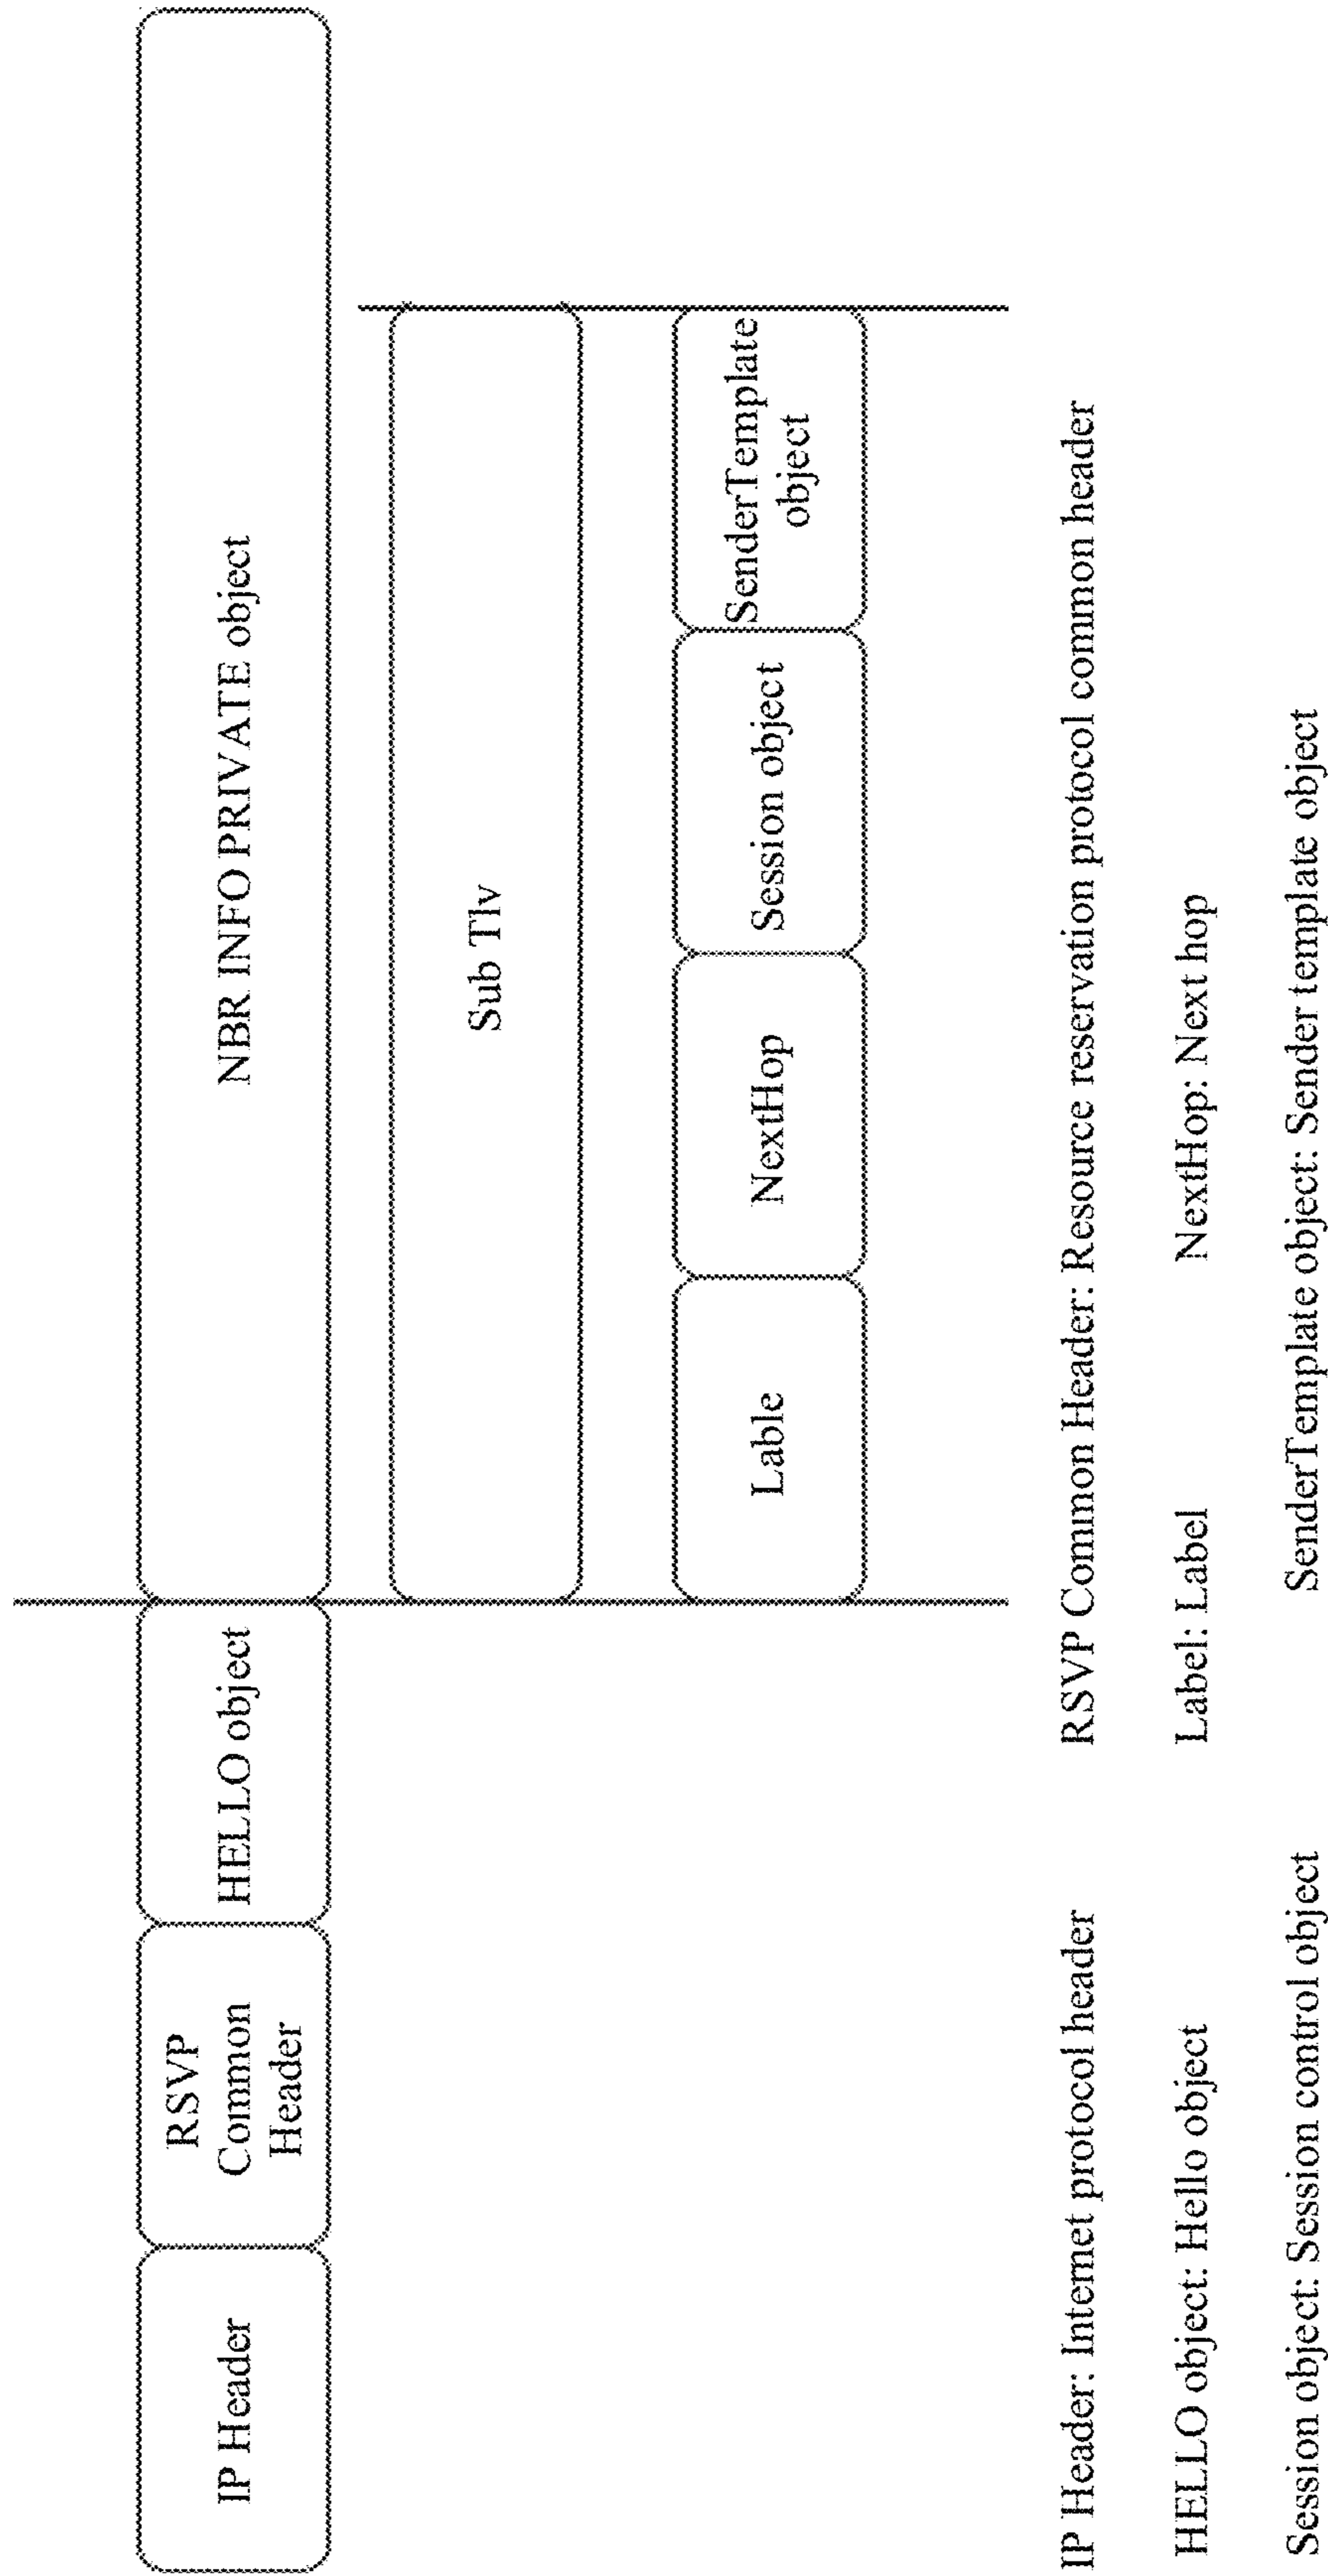 IP Header
RSVP
Common
Header
HELLO object
NBR INFO PRIVATE object
Sub Tlv
Lable
NextHop
Session object
SenderTemplate
object
IP Header: Internet protocol header
RSVP Common Header: Resource reservation protocol common header
HELLO object: Hello object
Label: Label
NextHop: Next hop
Session object: Session control object
SenderTemplate object: Sender template object